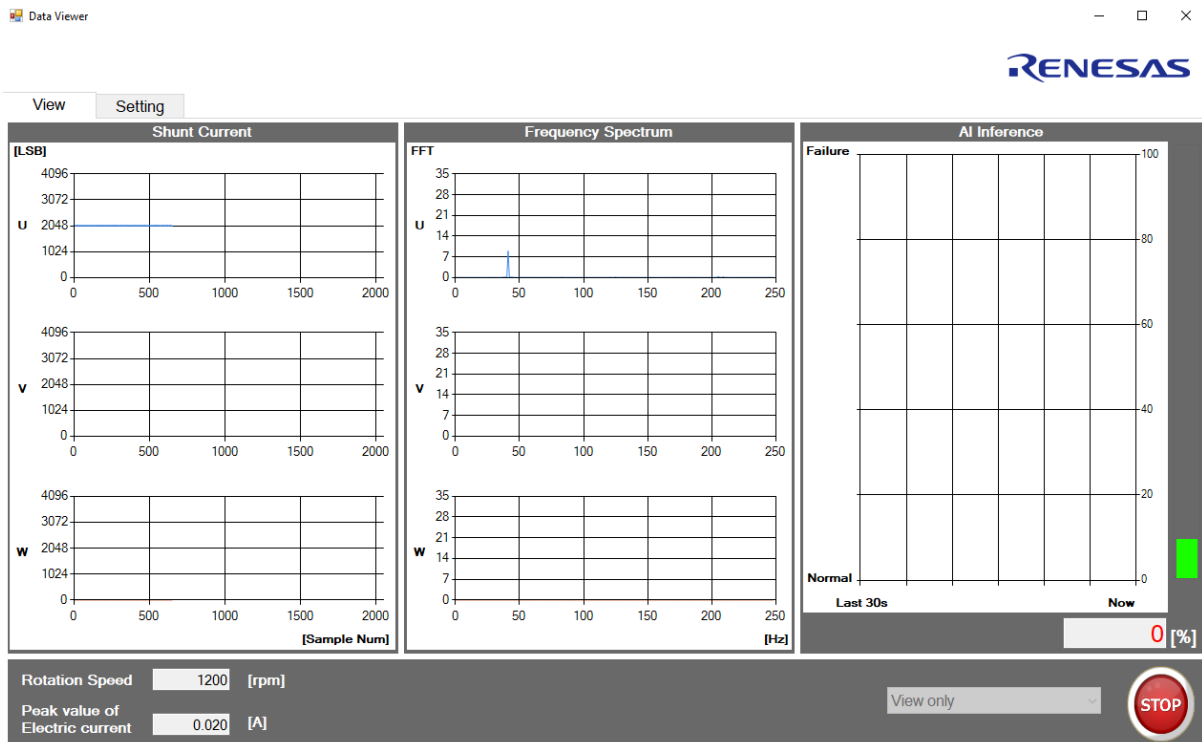 Data Viewer
RENESAS
View Setting
Shunt Current
[LSB]
4096
3072
U 2048
1024
0
0 500 1000 1500 2000
4096
3072
V 2048
1024
0
0 500 1000 1500 2000
4096
3072
W 2048
1024
0
0 500 1000 1500 2000
[Sample Num]
Frequency Spectrum
FFT
35
28
21
U 14
7
0
0 50 100 150 200 250
35
28
21
V 14
7
0
0 50 100 150 200 250
35
28
21
W 14
7
0
0 50 100 150 200 250
[Hz]
AI Inference
Failure 100
80
60
40
20
Normal 0
Last 30s Now
0 [%]
Rotation Speed 1200 [rpm]
Peak value of
Electric current 0.020 [A]
View only
STOP